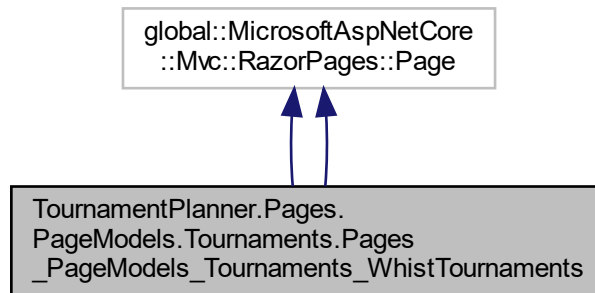 global::MicrosoftAspNetCore
::Mvc::RazorPages::Page
TournamentPlanner.Pages.
PageModels.Tournaments.Pages
_PageModels_Tournaments_WhistTournaments